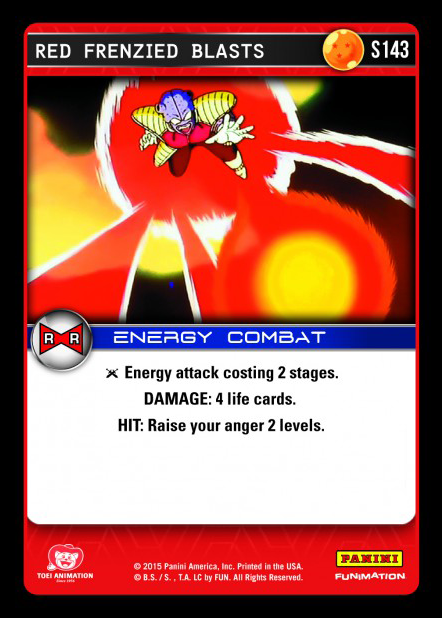 RED FRENZIED BLASTS
S143
R R
ENERGY COMBAT
Energy attack costing 2 stages.
DAMAGE: 4 life cards.
HIT: Raise your anger 2 levels.
TOEI ANIMATION
Since 1956
© 2015 Panini America, Inc. Printed in the USA.
© B.S./ S. , T.A. LC by FUN. All Rights Reserved.
PANINI
FUNIMATION